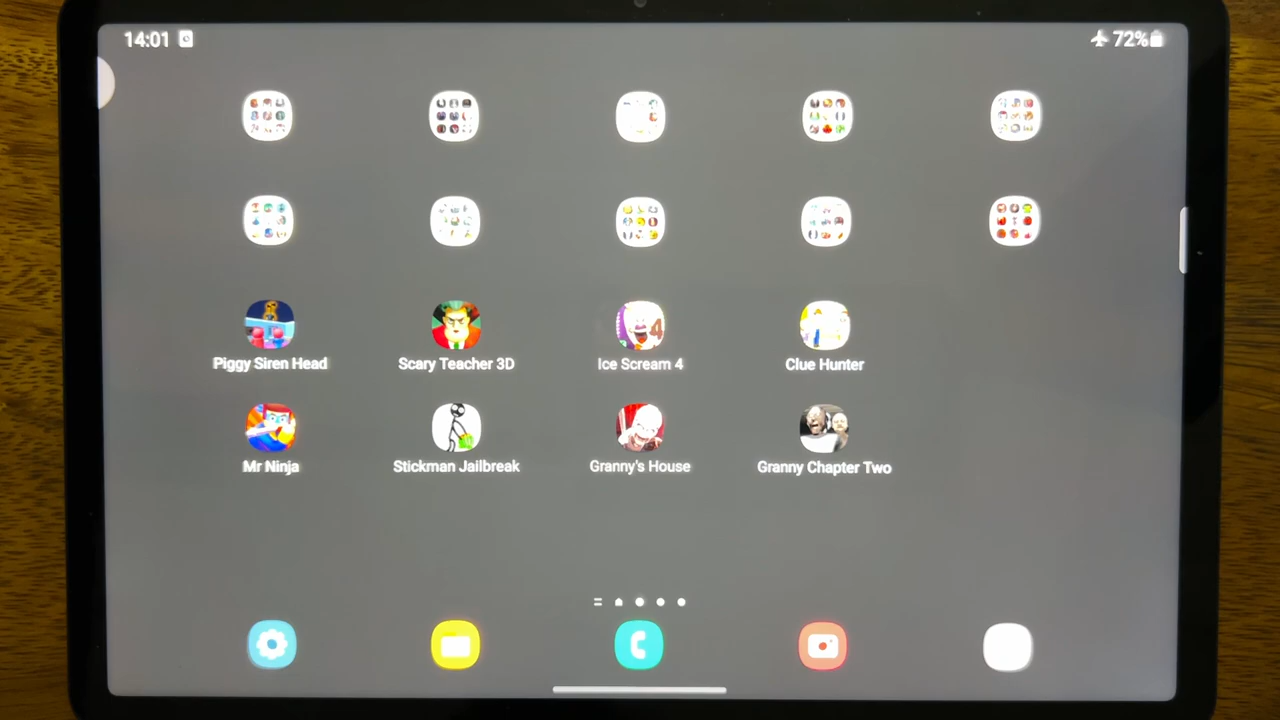 14:01
72%
Piggy Siren Head
Scary Teacher 3D
Ice Scream 4
Clue Hunter
Mr Ninja
Stickman Jailbreak
Granny's House
Granny Chapter Two